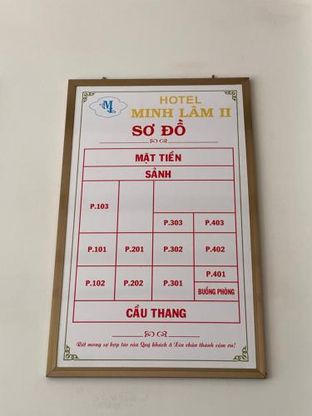 ML
HOTEL
MINH LÂM II
SƠ ĐỒ
MẶT TIỀN
SẢNH
P.103
P.303 P.403
P.101 P.201 P.302 P.402
P.102 P.202 P.301 P.401
BUỒNG PHÒNG
CẦU THANG
Rất mong sự hợp tác của Quý khách & Xin chân thành cảm ơn!